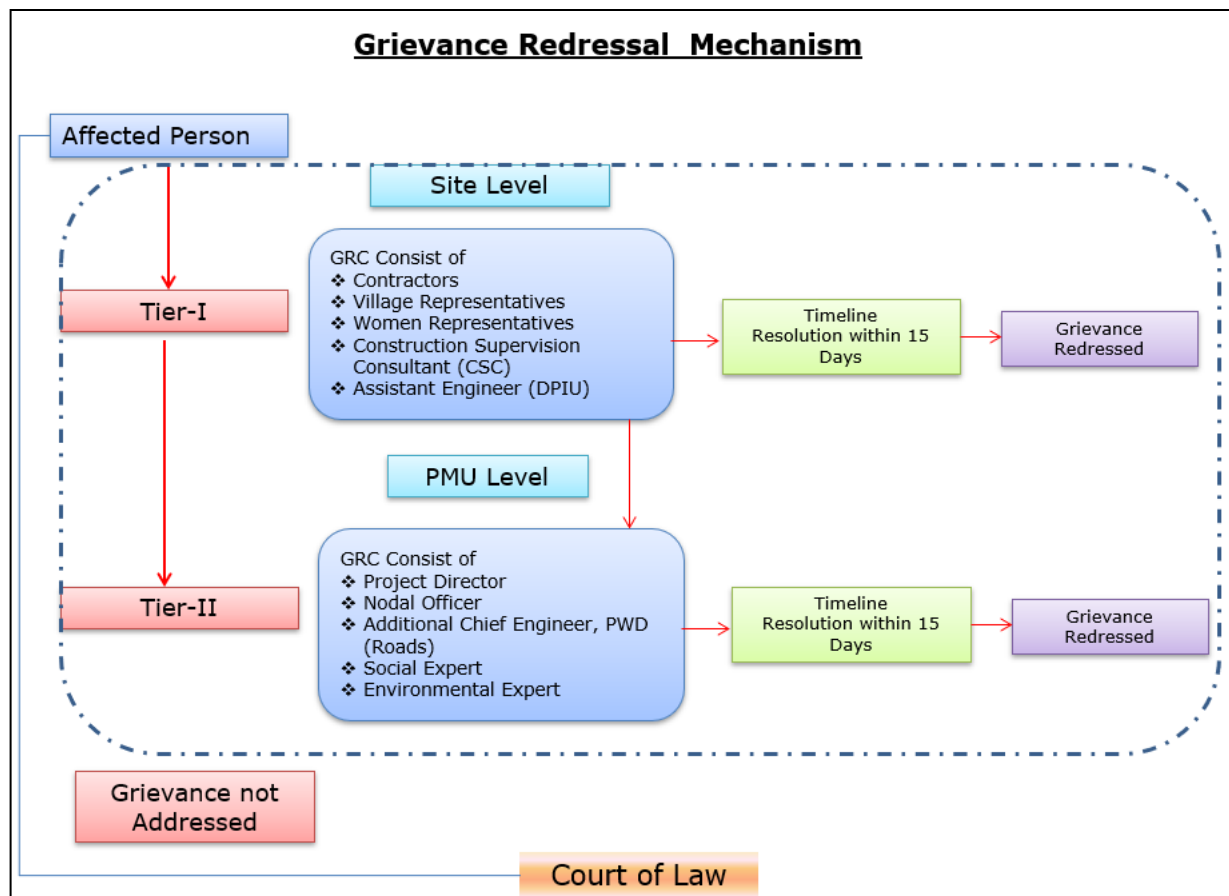 Grievance Redressal Mechanism
Affected Person
Site Level
GRC Consist of
❖ Contractors
❖ Village Representatives
❖ Women Representatives
❖ Construction Supervision
Consultant (CSC)
❖ Assistant Engineer (DPIU)
Tier-I
Timeline
Resolution within 15
Days
Grievance
Redressed
PMU Level
GRC Consist of
❖ Project Director
❖ Nodal Officer
❖ Additional Chief Engineer, PWD
(Roads)
❖ Social Expert
❖ Environmental Expert
Tier-II
Timeline
Resolution within 15
Days
Grievance
Redressed
Grievance not
Addressed
Court of Law